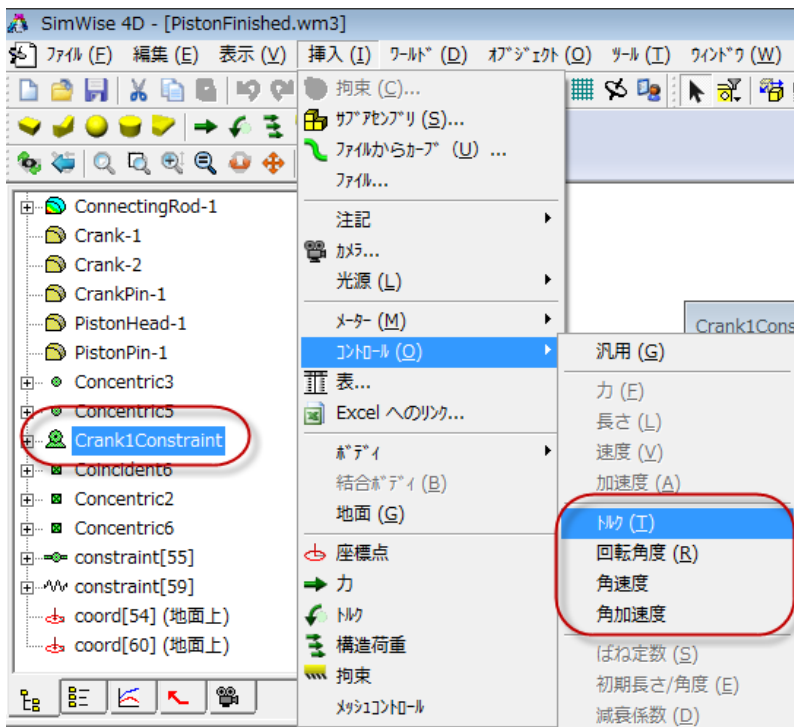 SimWise 4D - [PistonFinished.wm3]
ﾌｧｲﾙ (F) 編集 (E) 表示 (V) 挿入 (I) ﾜｰﾙﾄﾞ (D) ｵﾌﾞｼﾞｪｸﾄ (O) ﾂｰﾙ (T) ｳｨﾝﾄﾞｳ (W)
拘束 (C)...
ｻﾌﾞｱｾﾝﾌﾞﾘ (S)...
ﾌｧｲﾙからｶｰﾌﾞ (U) ...
ﾌｧｲﾙ...
注記
ｶﾒﾗ...
光源 (L)
ﾒｰﾀｰ (M)
ｺﾝﾄﾛｰﾙ (O)
表...
Excel へのﾘﾝｸ...
ﾎﾞﾃﾞｨ
結合ﾎﾞﾃﾞｨ (B)
地面 (G)
座標点
力
ﾄﾙｸ
構造荷重
拘束
ﾒｯｼｭｺﾝﾄﾛｰﾙ
ConnectingRod-1
Crank-1
Crank-2
CrankPin-1
PistonHead-1
PistonPin-1
Concentric3
Concentric5
Crank1Constraint
Coincident6
Concentric2
Concentric6
constraint[55]
constraint[59]
coord[54] (地面上)
coord[60] (地面上)
Crank1Cons
汎用 (G)
力 (F)
長さ (L)
速度 (V)
加速度 (A)
ﾄﾙｸ (T)
回転角度 (R)
角速度
角加速度
ばね定数 (S)
初期長さ/角度 (E)
減衰係数 (D)